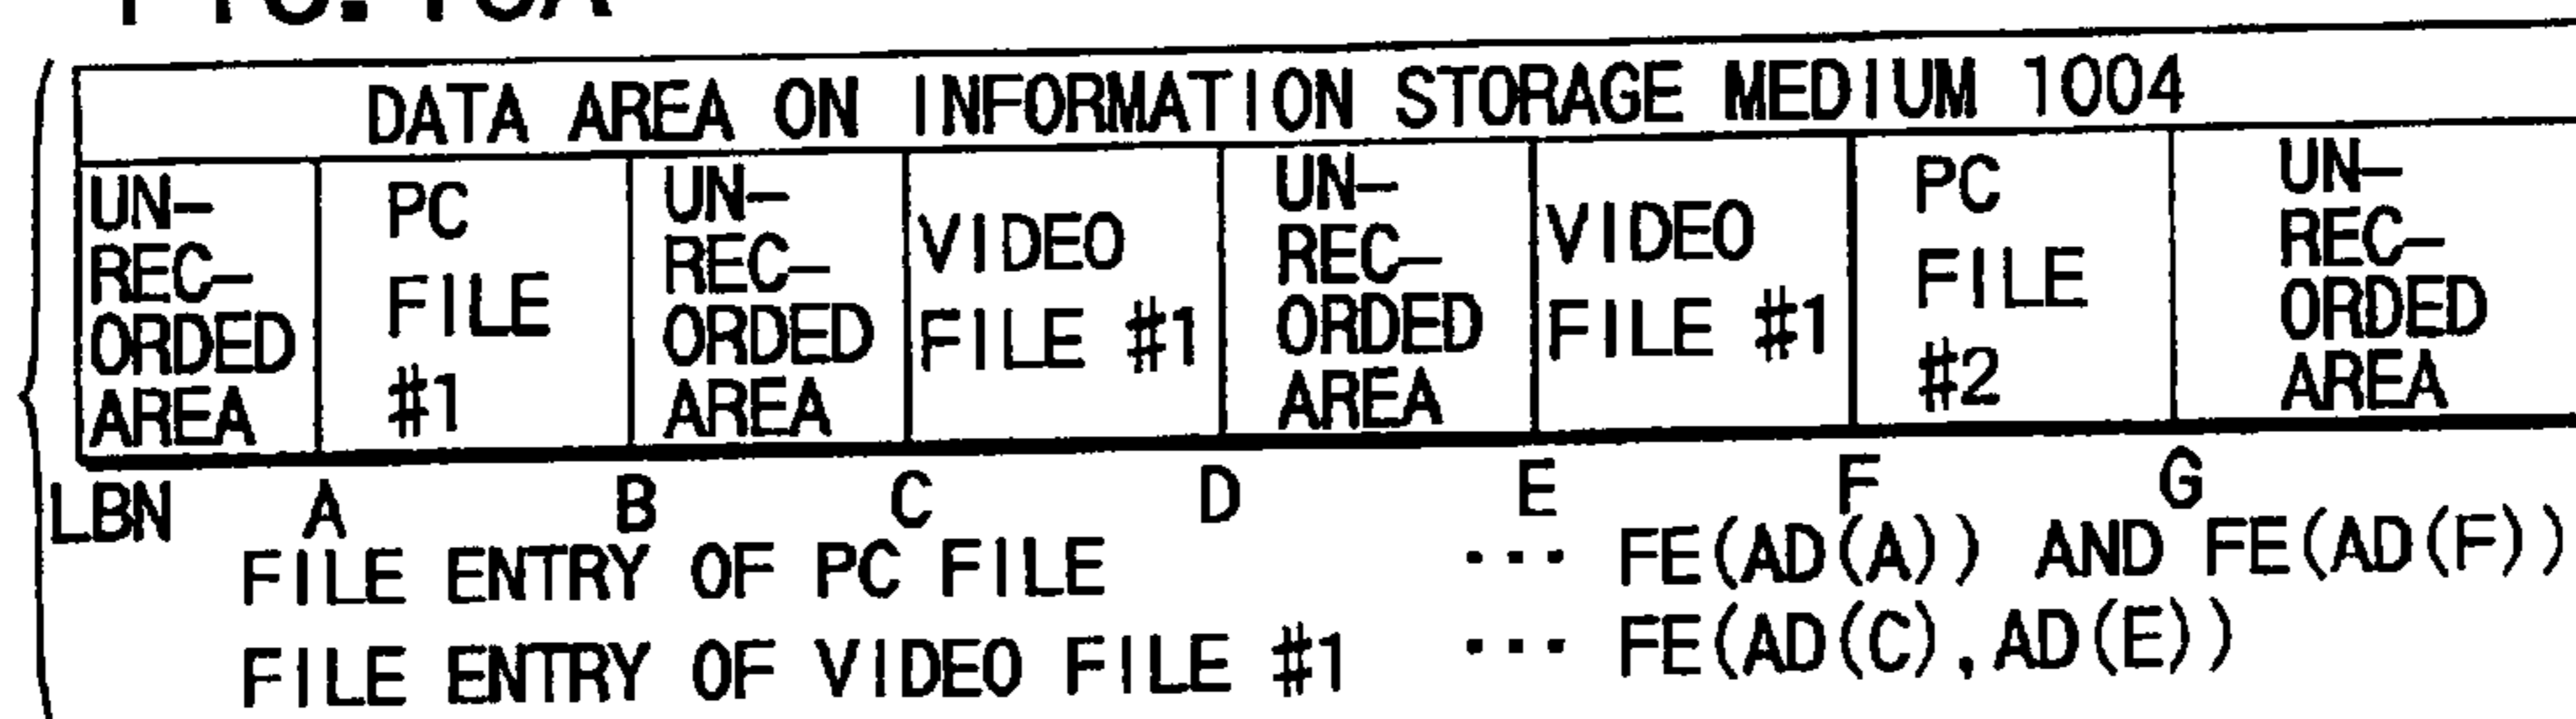 DATA AREA ON INFORMATION STORAGE MEDIUM 1004
UN-
REC-
ORDED
AREA
PC
FILE
#1
UN-
REC-
ORDED
AREA
VIDEO
FILE #1
UN-
REC-
ORDED
AREA
VIDEO
FILE #1
PC
FILE
#2
UN-
REC-
ORDED
AREA
LBN A B C D E F G
FILE ENTRY OF PC FILE ··· FE(AD(A)) AND FE(AD(F))
FILE ENTRY OF VIDEO FILE #1 ··· FE(AD(C),AD(E))